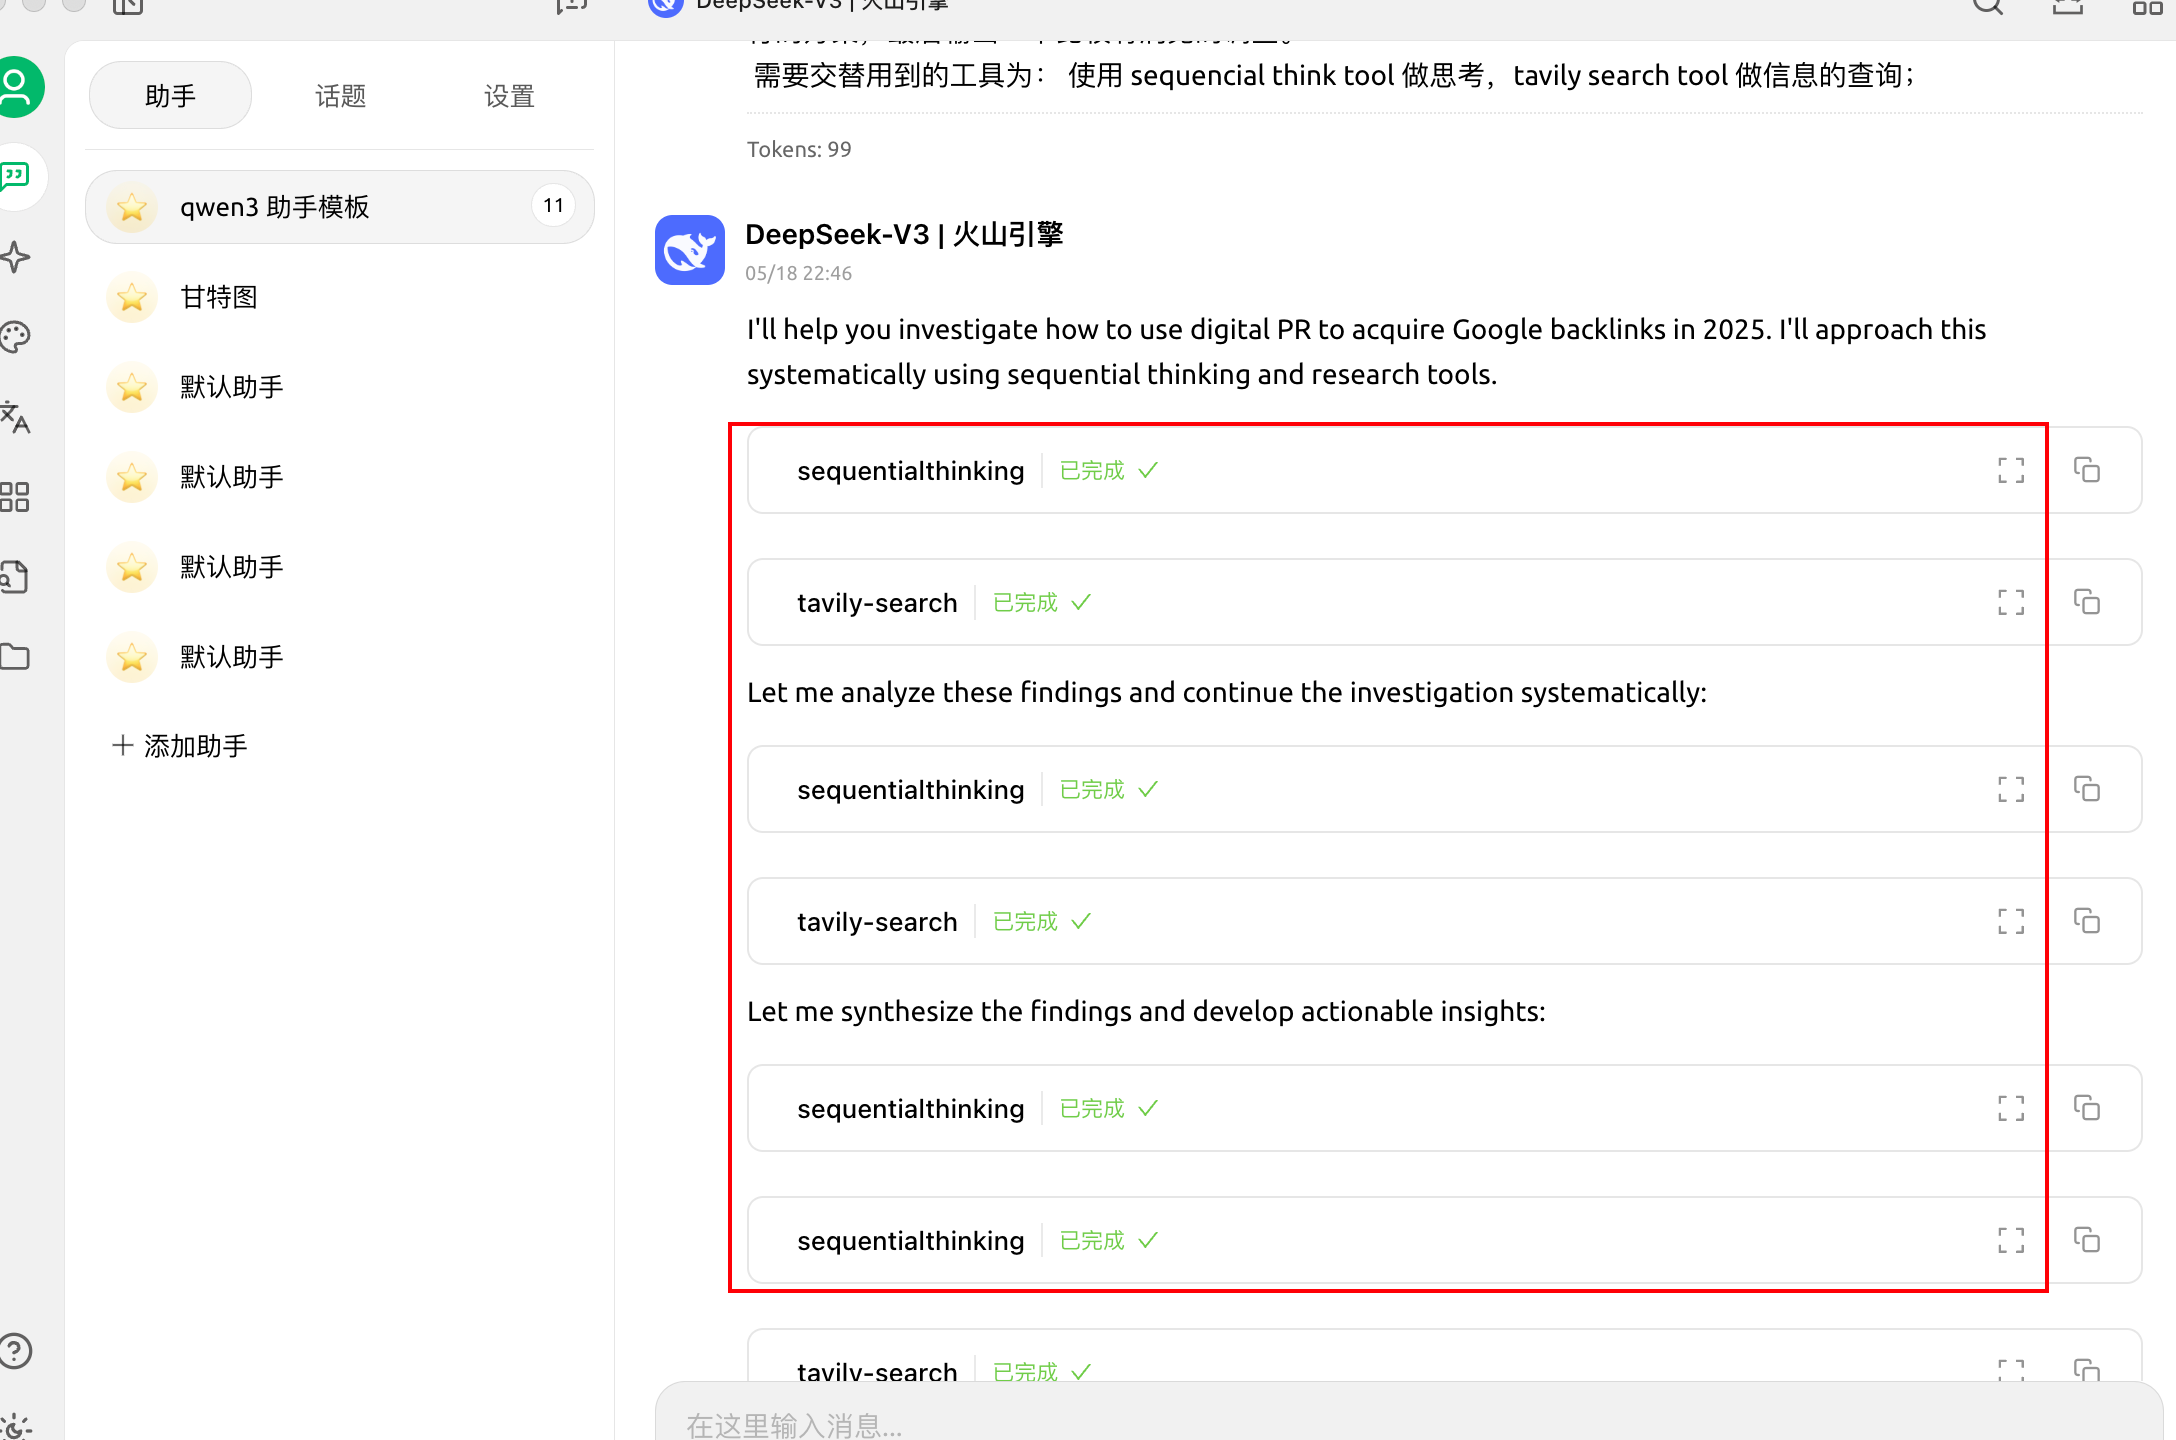 DeepSeek-V3 | 火山引擎
助手
话题
设置
qwen3 助手模板
11
甘特图
默认助手
默认助手
默认助手
默认助手
添加助手
需要交替用到的工具为： 使用 sequencial think tool 做思考，tavily search tool 做信息的查询；
Tokens: 99
DeepSeek-V3 | 火山引擎
05/18 22:46
I'll help you investigate how to use digital PR to acquire Google backlinks in 2025. I'll approach this
systematically using sequential thinking and research tools.
sequentialthinking 已完成
tavily-search 已完成
Let me analyze these findings and continue the investigation systematically:
sequentialthinking 已完成
tavily-search 已完成
Let me synthesize the findings and develop actionable insights:
sequentialthinking 已完成
sequentialthinking 已完成
tavily-search 已完成
在这里输入消息...